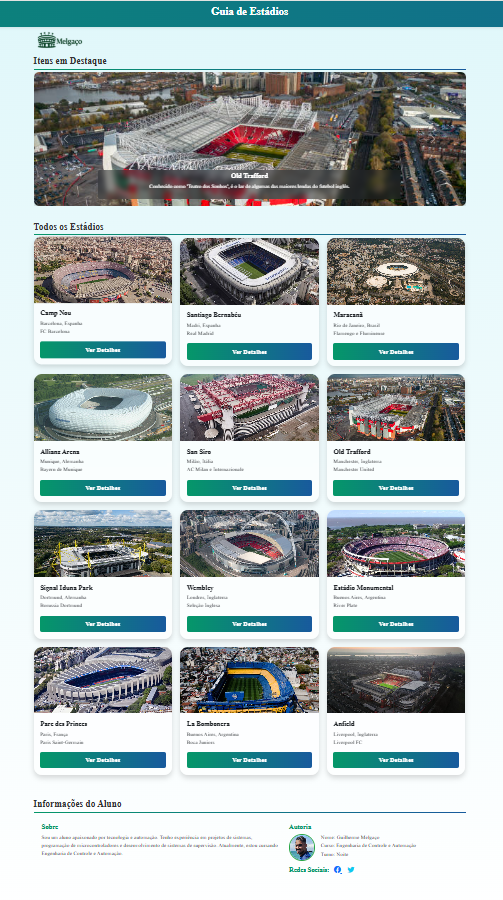 Guia de Estádios
Melgaço
Itens em Destaque
Old Trafford
Conhecido como "Teatro dos Sonhos", é o lar de algumas das maiores lendas do futebol inglês.
Todos os Estádios
Camp Nou
Barcelona, Espanha
FC Barcelona
Ver Detalhes
Santiago Bernabéu
Madri, Espanha
Real Madrid
Ver Detalhes
Maracanã
Rio de Janeiro, Brasil
Flamengo e Fluminense
Ver Detalhes
Allianz Arena
Munique, Alemanha
Bayern de Munique
Ver Detalhes
San Siro
Milão, Itália
AC Milan e Internazionale
Ver Detalhes
Old Trafford
Manchester, Inglaterra
Manchester United
Ver Detalhes
Signal Iduna Park
Dortmund, Alemanha
Borussia Dortmund
Ver Detalhes
Wembley
Londres, Inglaterra
Seleção Inglesa
Ver Detalhes
Estádio Monumental
Buenos Aires, Argentina
River Plate
Ver Detalhes
Parc des Princes
Paris, França
Paris Saint-Germain
Ver Detalhes
La Bombonera
Buenos Aires, Argentina
Boca Juniors
Ver Detalhes
Anfield
Liverpool, Inglaterra
Liverpool FC
Ver Detalhes
Informações do Aluno
Sobre
Sou um aluno apaixonado por tecnologia e automação. Tenho experiência em projetos de sistemas,
programação de microcontroladores e desenvolvimento de sistemas de supervisão. Atualmente, estou cursando
Engenharia de Controle e Automação.
Autoria
Nome: Guilherme Melgaço
Curso: Engenharia de Controle e Automação
Turno: Noite
Redes Sociais: